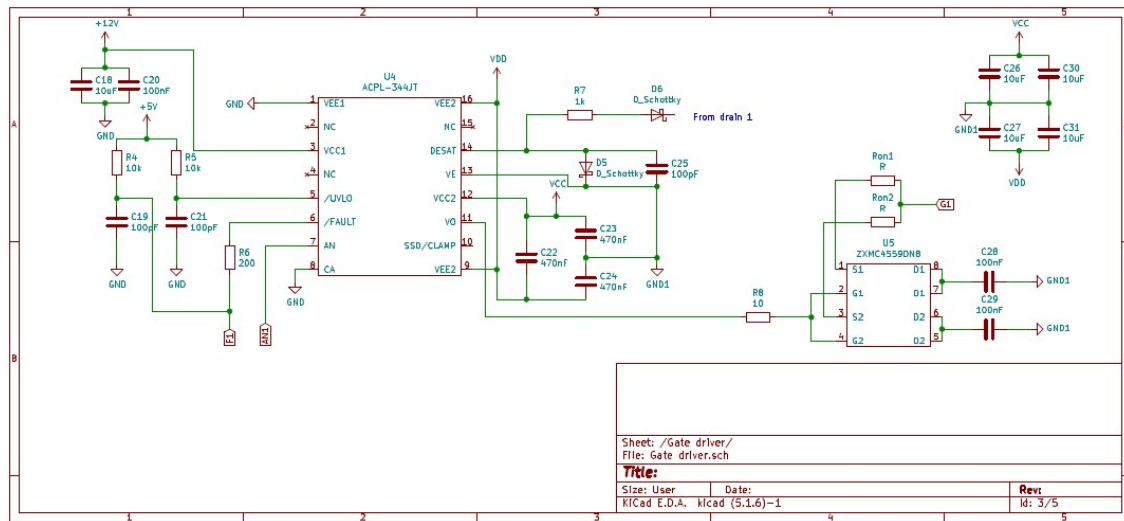 1 2 3 4 5
+12V
C18
10uF
C20
100nF
GND
+5V
R4
10k
R5
10k
C19
100pF
C21
100pF
GND
GND
R6
200
F1
AN1
GND
GND
U4
ACPL-344JT
1 VEE1
2 NC
3 VCC1
4 NC
5 /UVLO
6 /FAULT
7 AN
8 CA
VEE2 16
NC 15
DESAT 14
VE 13
VCC2 12
VO 11
SSD/CLAMP 10
VEE2 9
VDD
R7
1k
D6
D_Schottky
From drain 1
D5
D_Schottky
C25
100pF
VCC
C22
470nF
C23
470nF
C24
470nF
GND1
R8
10
Ron1
R
Ron2
R
G1
U5
ZXMC4559DN8
1 S1
2 G1
3 S2
4 G2
D1 8
D1 7
D2 6
D2 5
C28
100nF
GND1
C29
100nF
GND1
VCC
C26
10uF
C30
10uF
GND1
C27
10uF
C31
10uF
VDD
A
A
B
B
Sheet: /Gate driver/
File: Gate driver.sch
Title:
Size: User Date: Rev:
KiCad E.D.A. kicad (5.1.6)-1 Id: 3/5
1 2 3 4 5